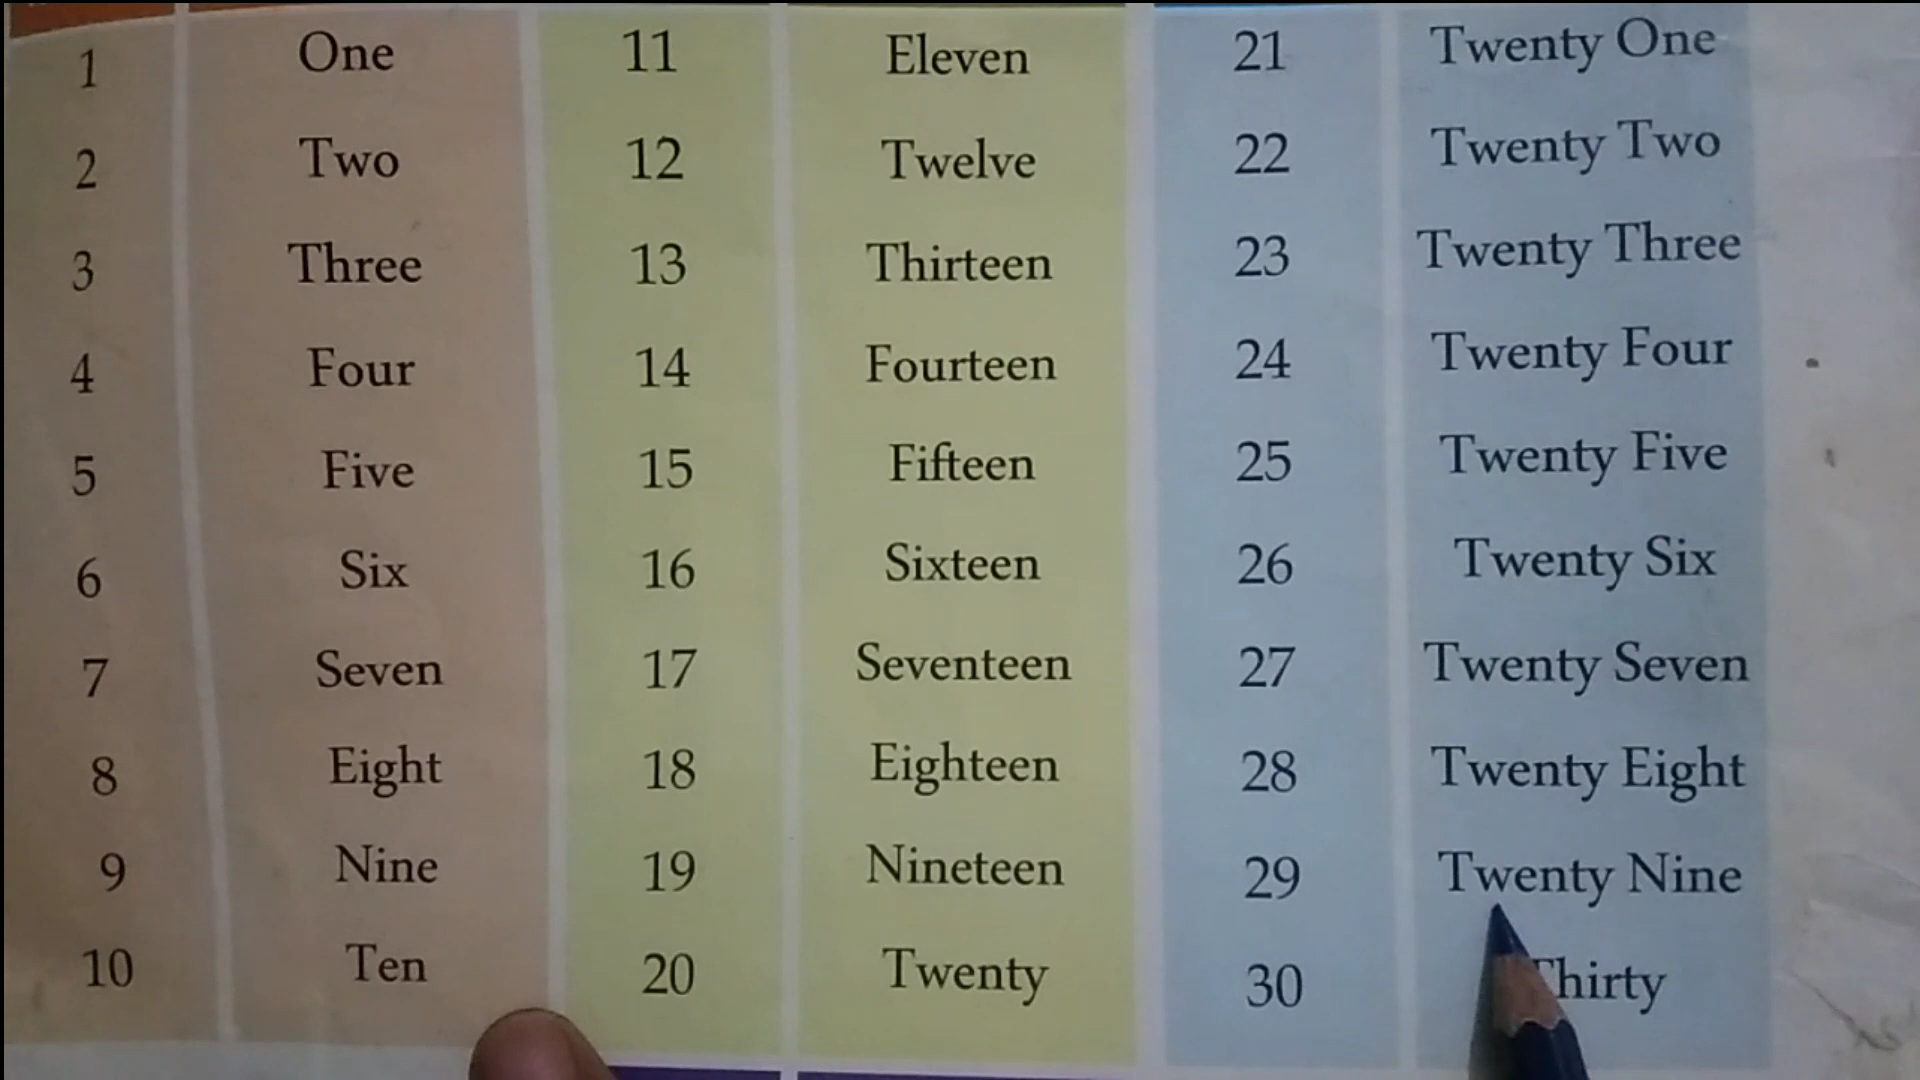 1 One 11 Eleven 21 Twenty One
2 Two 12 Twelve 22 Twenty Two
3 Three 13 Thirteen 23 Twenty Three
4 Four 14 Fourteen 24 Twenty Four
5 Five 15 Fifteen 25 Twenty Five
6 Six 16 Sixteen 26 Twenty Six
7 Seven 17 Seventeen 27 Twenty Seven
8 Eight 18 Eighteen 28 Twenty Eight
9 Nine 19 Nineteen 29 Twenty Nine
10 Ten 20 Twenty 30 Thirty